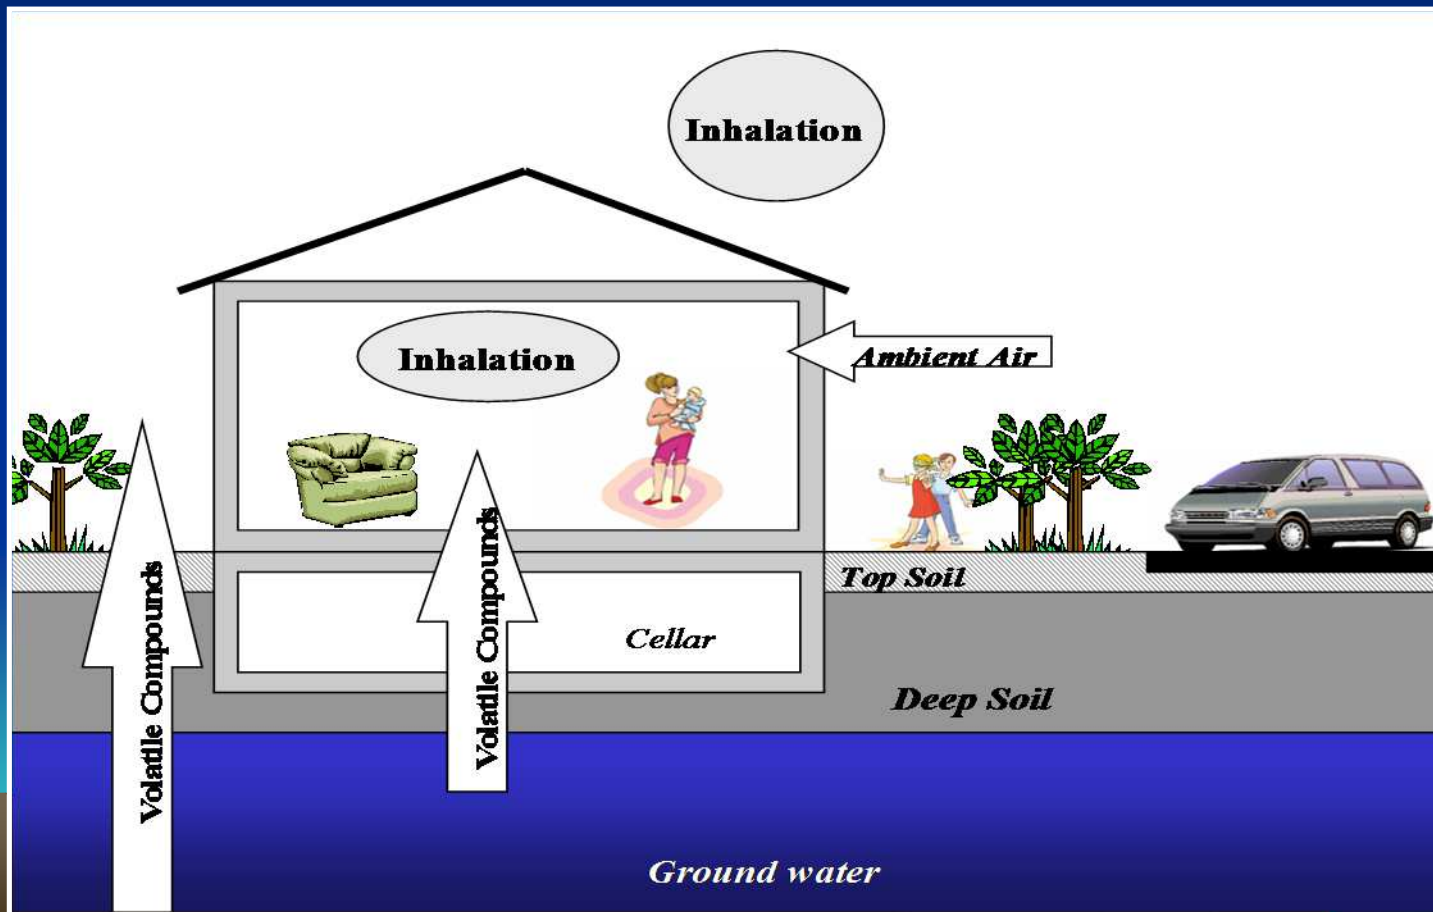 Inhalation
Inhalation
Ambient Air
Volatile Compounds
Volatile Compounds
Top Soil
Cellar
Deep Soil
Ground water